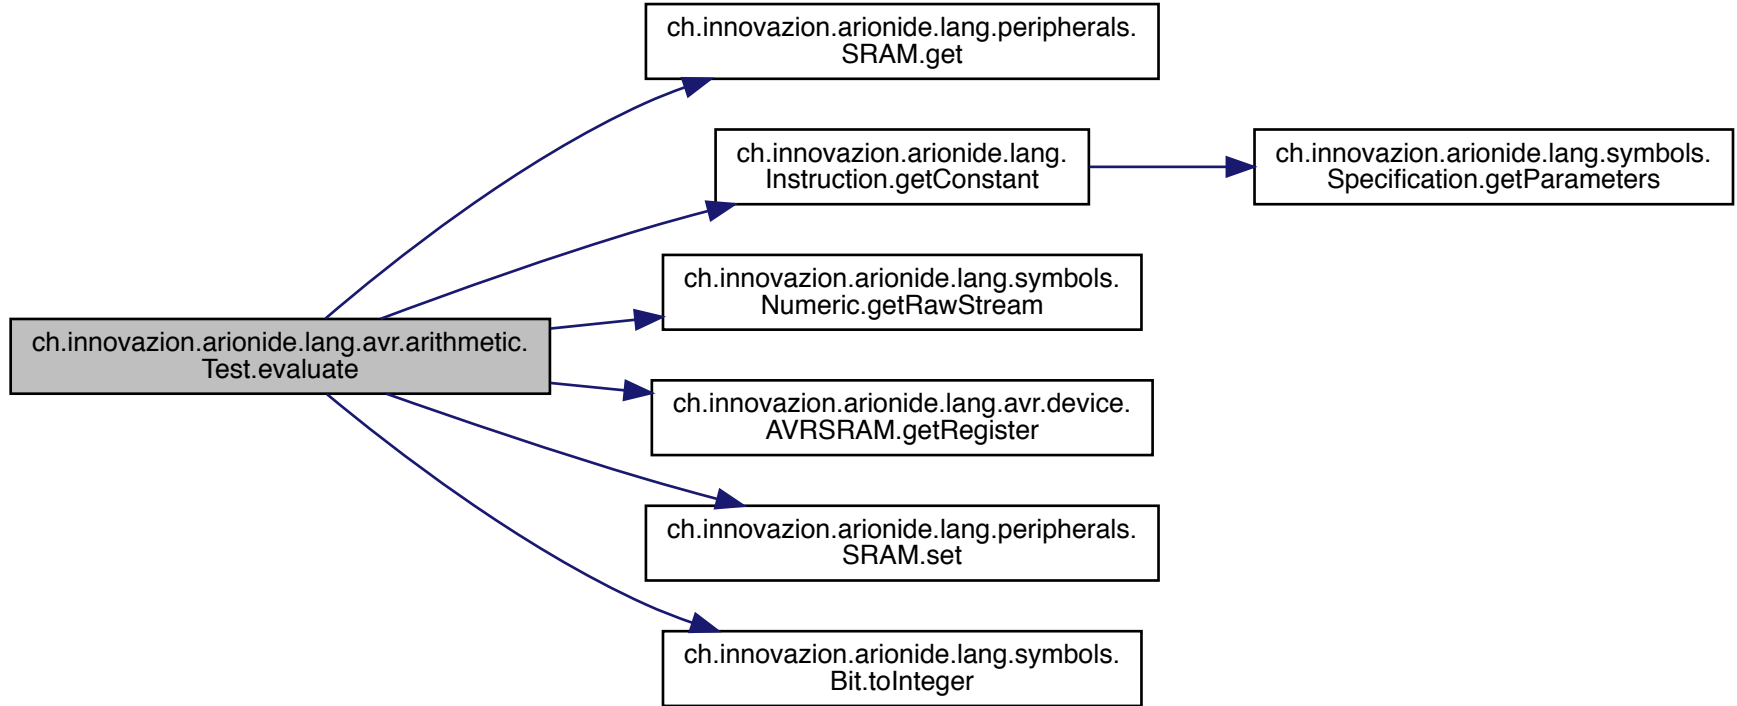 ch.innovazion.arionide.lang.peripherals.
SRAM.get
ch.innovazion.arionide.lang.
Instruction.getConstant
ch.innovazion.arionide.lang.symbols.
Specification.getParameters
ch.innovazion.arionide.lang.symbols.
Numeric.getRawStream
ch.innovazion.arionide.lang.avr.arithmetic.
Test.evaluate
ch.innovazion.arionide.lang.avr.device.
AVRSRAM.getRegister
ch.innovazion.arionide.lang.peripherals.
SRAM.set
ch.innovazion.arionide.lang.symbols.
Bit.toInteger